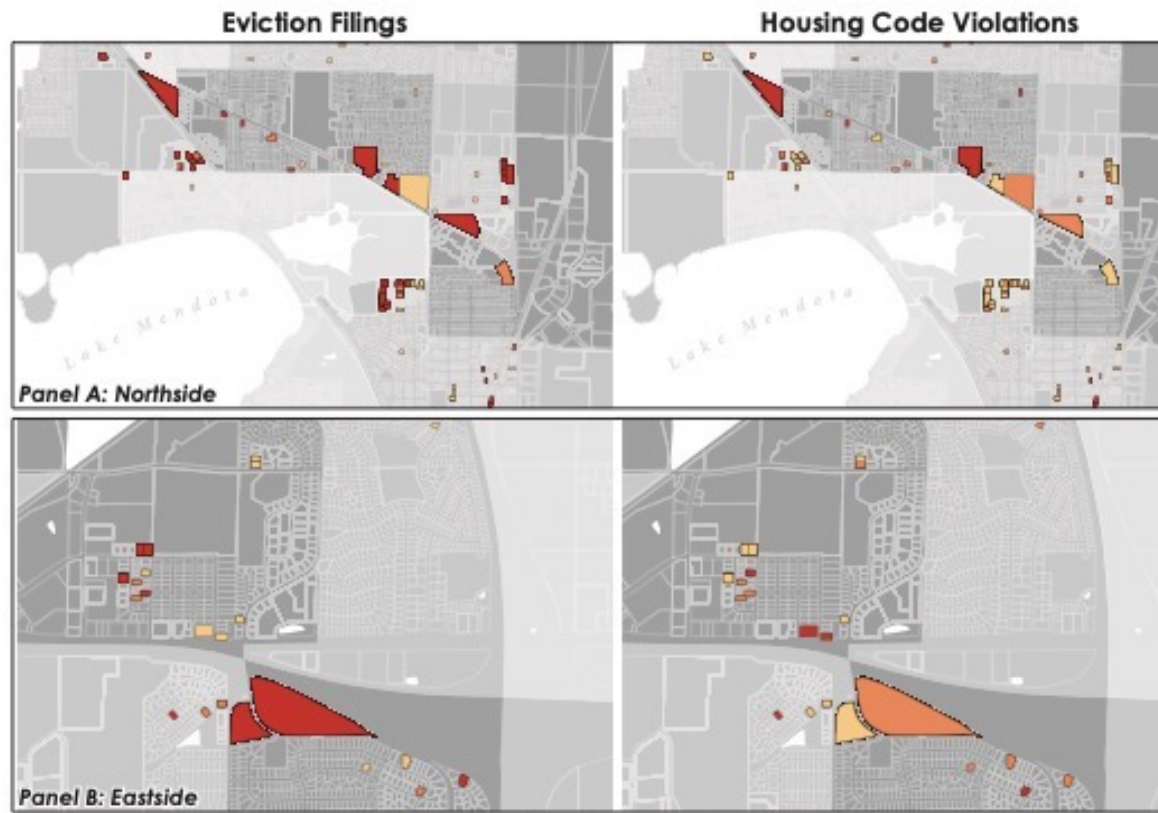 Eviction Filings
Housing Code Violations
Lake Mendota
Lake Mendota
Panel A: Northside
Panel B: Eastside